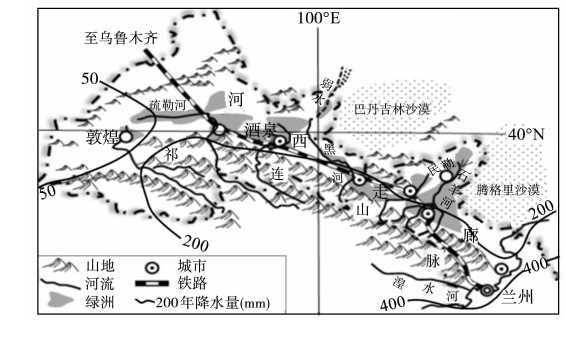 100°E
至乌鲁木齐
50
弱水
疏勒河
河
巴丹吉林沙漠
敦煌
酒泉
西
40°N
祁
黑河
民勤
连
走
石羊河
腾格里沙漠
50
山
200
200
廊
脉
400
山地
城市
河流
铁路
绿洲
200年降水量(mm)
湟水河
400
兰州